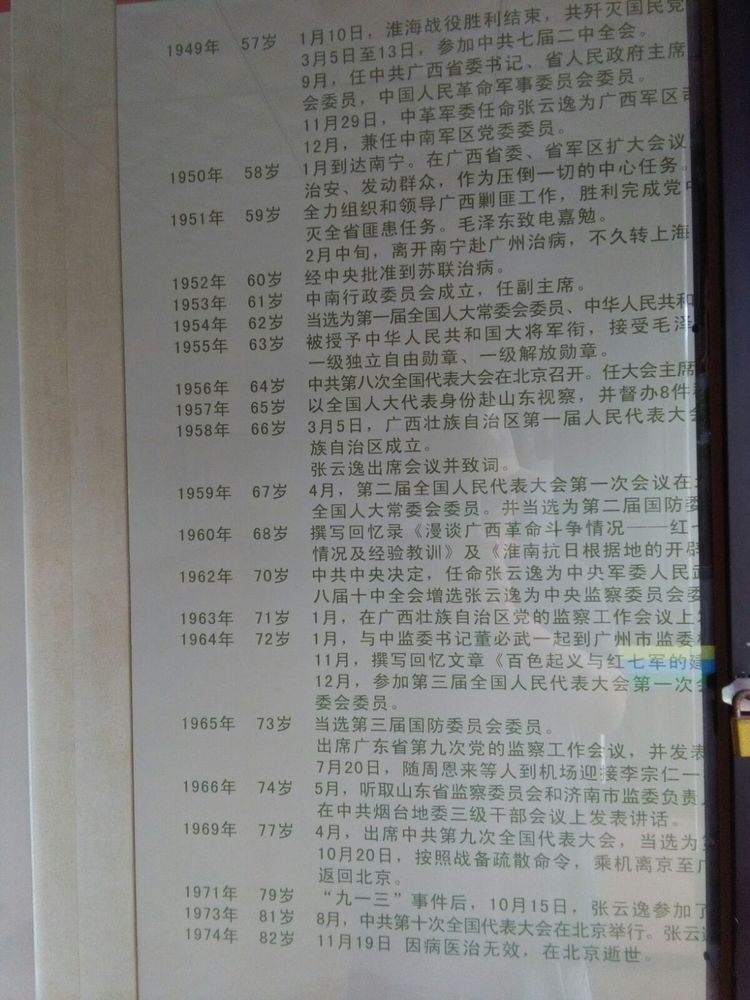 1949年 57岁 1月10日，淮海战役胜利结束，共歼灭国民党
3月5日至13日，参加中共七届二中全会。
9月，任中共广西省委书记、省人民政府主席
会委员，中国人民革命军事委员会委员。
11月29日，中革军委任命张云逸为广西军区司
12月，兼任中南军区党委委员。
1950年 58岁 1月到达南宁。在广西省委、省军区扩大会议
治安、发动群众，作为压倒一切的中心任务。
1951年 59岁 全力组织和领导广西剿匪工作，胜利完成党中
灭全省匪患任务。毛泽东致电嘉勉。
2月中旬，离开南宁赴广州治病，不久转上海
1952年 60岁 经中央批准到苏联治病。
1953年 61岁 中南行政委员会成立，任副主席。
1954年 62岁 当选为第一届全国人大常委会委员、中华人民共和
1955年 63岁 被授予中华人民共和国大将军衔，接受毛泽
一级独立自由勋章、一级解放勋章。
1956年 64岁 中共第八次全国代表大会在北京召开。任大会主席
1957年 65岁 以全国人大代表身份赴山东视察，并督办8件
1958年 66岁 3月5日，广西壮族自治区第一届人民代表大会
族自治区成立。
张云逸出席会议并致词。
1959年 67岁 4月，第二届全国人民代表大会第一次会议在北
全国人大常委会委员。并当选为第二届国防委
1960年 68岁 撰写回忆录《漫谈广西革命斗争情况——红七
情况及经验教训》及《淮南抗日根据地的开辟
1962年 70岁 中共中央决定，任命张云逸为中央军委人民武
八届十中全会增选张云逸为中央监察委员会委
1963年 71岁 1月，在广西壮族自治区党的监察工作会议上
1964年 72岁 1月，与中监委书记董必武一起到广州市监委
11月，撰写回忆文章《百色起义与红七军的建
12月，参加第三届全国人民代表大会第一次会
委会委员。
1965年 73岁 当选第三届国防委员会委员。
出席广东省第九次党的监察工作会议，并发表
7月20日，随周恩来等人到机场迎接李宗仁一
1966年 74岁 5月，听取山东省监察委员会和济南市监委负责人
在中共烟台地委三级干部会议上发表讲话。
1969年 77岁 4月，出席中共第九次全国代表大会，当选为第
10月20日，按照战备疏散命令，乘机离京至广
返回北京。
1971年 79岁 “九一三”事件后，10月15日，张云逸参加了
1973年 81岁 8月，中共第十次全国代表大会在北京举行。张云逸
1974年 82岁 11月19日 因病医治无效，在北京逝世。